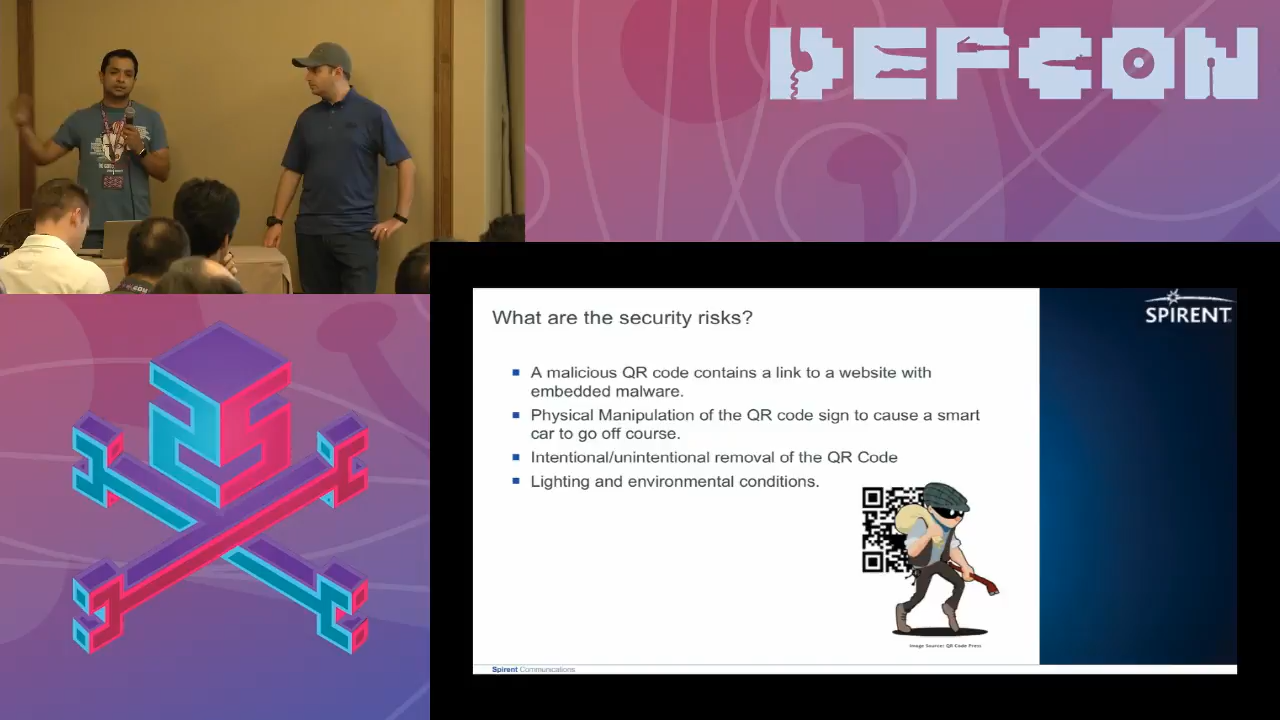 DEFCON
SPIRENT
What are the security risks?
A malicious QR code contains a link to a website with
embedded malware.
Physical Manipulation of the QR code sign to cause a smart
car to go off course.
Intentional/unintentional removal of the QR Code
Lighting and environmental conditions.
Image Source: QR Code Press
Spirent Communications